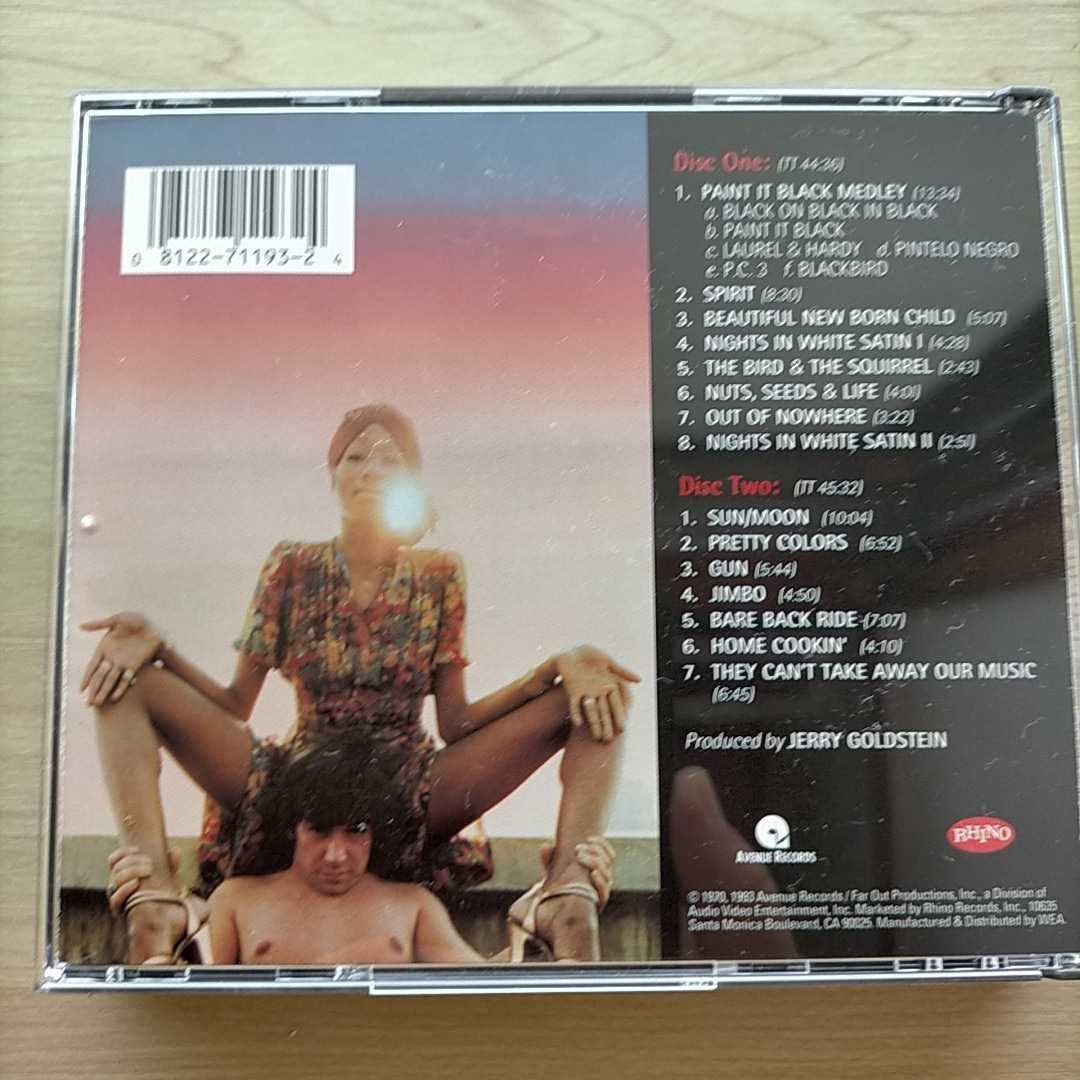 0 8122-71193-2 4
Disc One: (TT 44:36)
1. PAINT IT BLACK MEDLEY (13:34)
a. BLACK ON BLACK IN BLACK
b. PAINT IT BLACK
c. LAUREL & HARDY d. PINTELO NEGRO
e. P.C. 3 f. BLACKBIRD
2. SPIRIT (8:30)
3. BEAUTIFUL NEW BORN CHILD (5:07)
4. NIGHTS IN WHITE SATIN I (4:28)
5. THE BIRD & THE SQUIRREL (2:43)
6. NUTS, SEEDS & LIFE (4:01)
7. OUT OF NOWHERE (3:22)
8. NIGHTS IN WHITE SATIN II (2:51)
Disc Two: (TT 45:32)
1. SUN/MOON (10:04)
2. PRETTY COLORS (6:52)
3. GUN (5:44)
4. JIMBO (4:50)
5. BARE BACK RIDE (7:07)
6. HOME COOKIN' (4:10)
7. THEY CAN'T TAKE AWAY OUR MUSIC
(6:45)
Produced by JERRY GOLDSTEIN
AVENUE RECORDS
RHINO
© 1970, 1993 Avenue Records / Far Out Productions, Inc., a Division of
Audio Video Entertainment, Inc. Marketed by Rhino Records, Inc., 10635
Santa Monica Boulevard, CA 90025. Manufactured & Distributed by WEA.